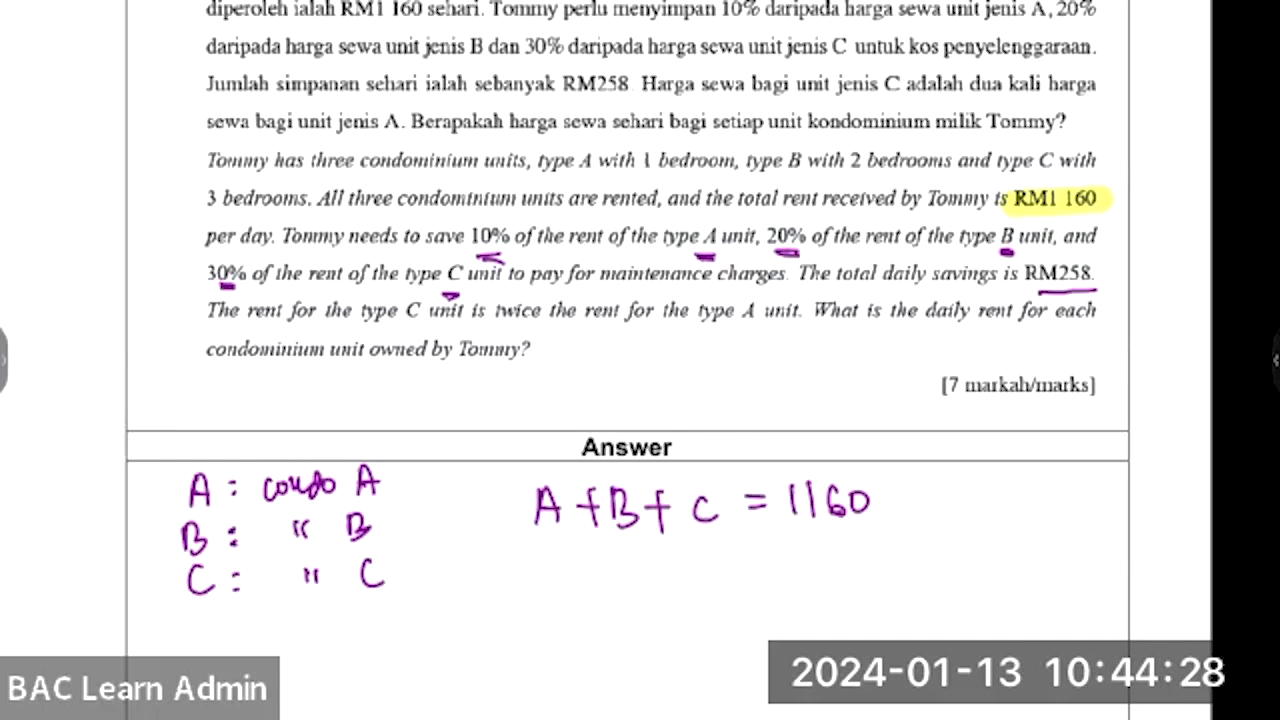 diperoleh ialah RM1 160 sehari. Tommy perlu menyimpan 10% daripada harga sewa unit jenis A, 20%
daripada harga sewa unit jenis B dan 30% daripada harga sewa unit jenis C untuk kos penyelenggaraan.
Jumlah simpanan sehari ialah sebanyak RM258. Harga sewa bagi unit jenis C adalah dua kali harga
sewa bagi unit jenis A. Berapakah harga sewa sehari bagi setiap unit kondominium milik Tommy?
Tommy has three condominium units, type A with 1 bedroom, type B with 2 bedrooms and type C with
3 bedrooms. All three condominium units are rented, and the total rent received by Tommy is RM1 160
per day. Tommy needs to save 10% of the rent of the type A unit, 20% of the rent of the type B unit, and
30% of the rent of the type C unit to pay for maintenance charges. The total daily savings is RM258.
The rent for the type C unit is twice the rent for the type A unit. What is the daily rent for each
condominium unit owned by Tommy?
[7 markah/marks]
Answer
A : condo A
B : " B
C : " C
A + B + C = 1160
BAC Learn Admin
2024-01-13 10:44:28